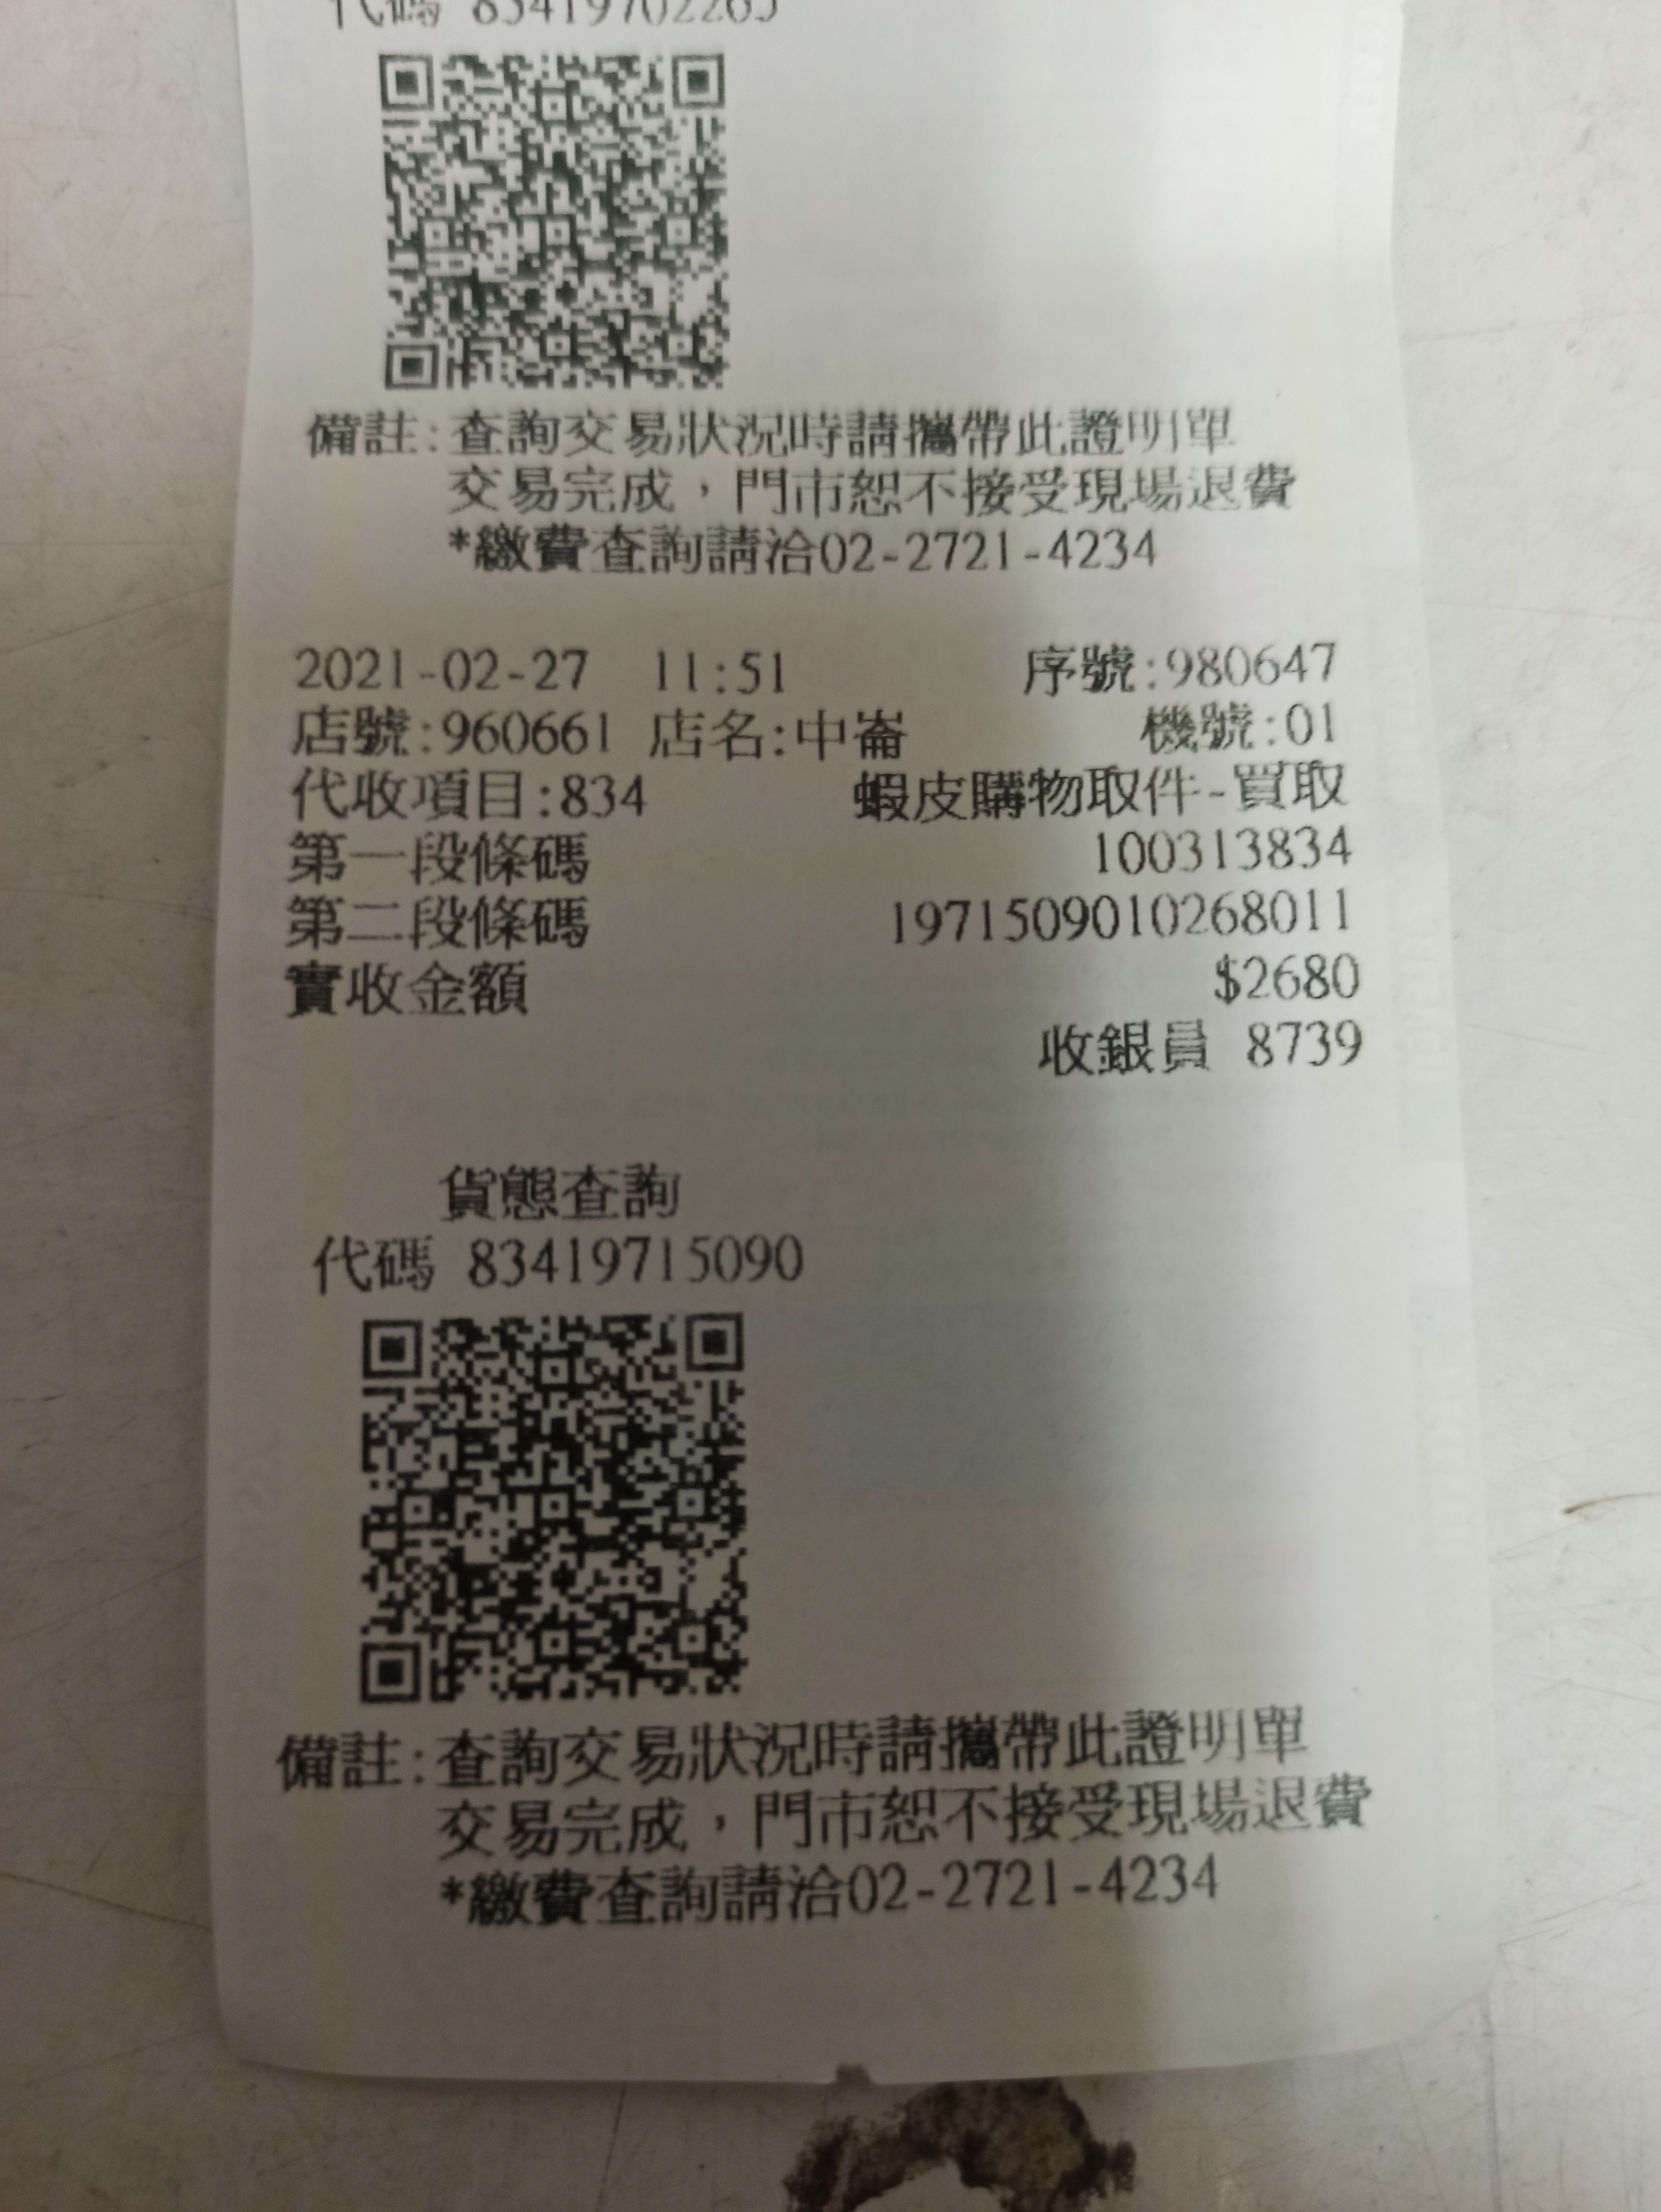 代碼 83419702265
備註:查詢交易狀況時請攜帶此證明單
交易完成，門市恕不接受現場退費
*繳費查詢請洽02-2721-4234
2021-02-27 11:51 序號:980647
店號:960661 店名:中崙 機號:01
代收項目:834 蝦皮購物取件-買取
第一段條碼 100313834
第二段條碼 1971509010268011
實收金額 $2680
收銀員 8739
貨態查詢
代碼 83419715090
備註:查詢交易狀況時請攜帶此證明單
交易完成，門市恕不接受現場退費
*繳費查詢請洽02-2721-4234